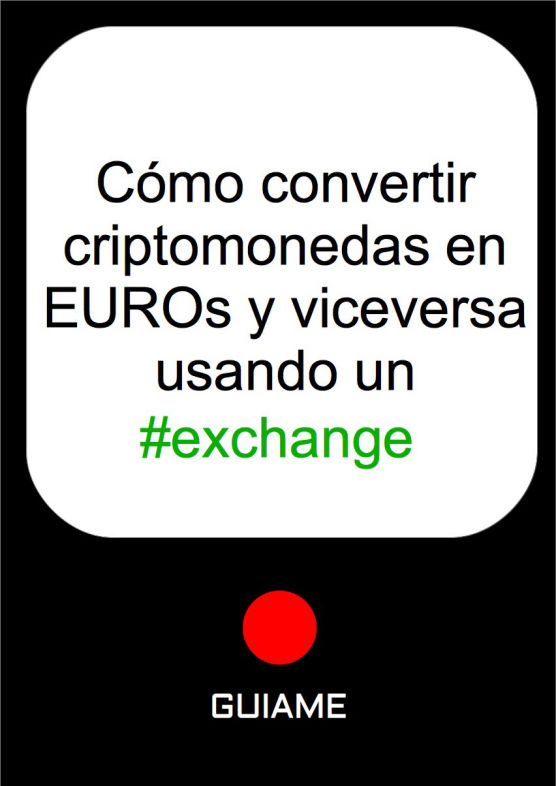 Cómo convertir
criptomonedas en
EUROs y viceversa
usando un
#exchange
GUIAME